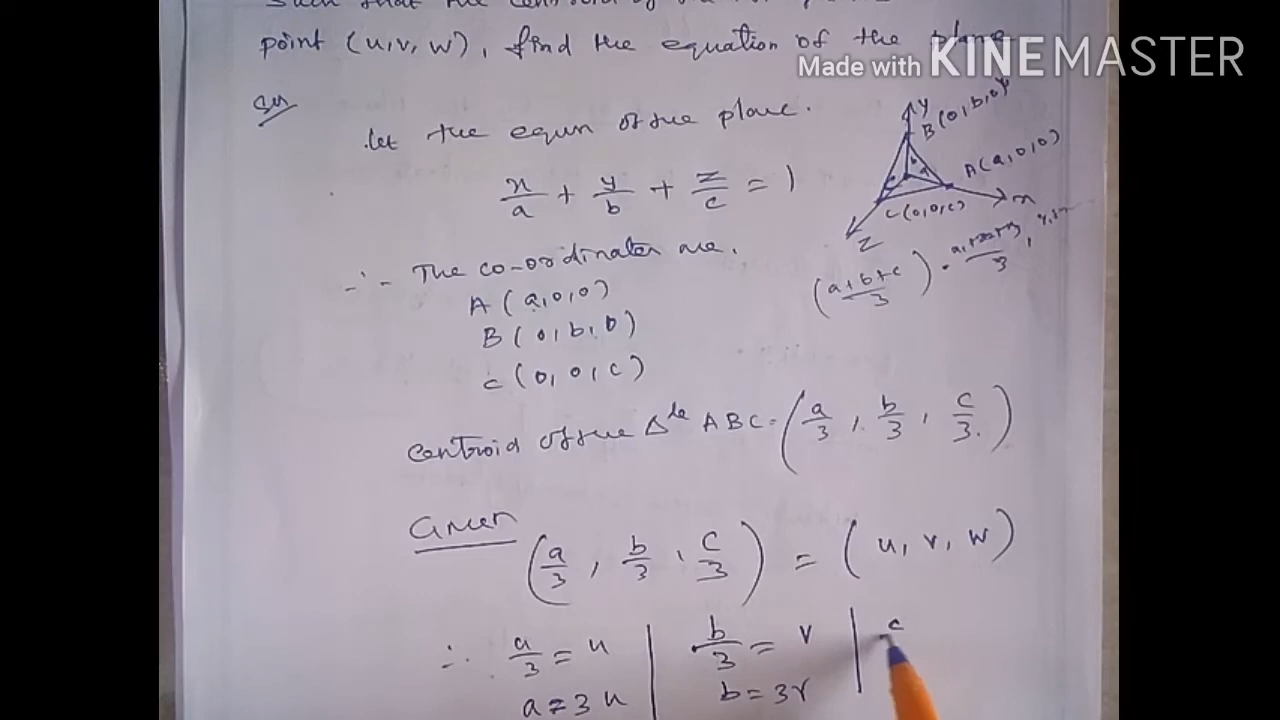 point (u, v, w), find the equation of the plane
Made with KINEMASTER
Let the equn of the plane.
x/a + y/b + z/c = 1
∴ The co-ordinates are.
A (a, 0, 0)
B (0, b, 0)
C (0, 0, c)
y
B (0, b, 0)
A (a, 0, 0)
C (0, 0, c)
x
Z
(a+b+c / 3)
centroid of the Δle ABC = (a/3, b/3, c/3.)
Given
(a/3, b/3, c/3) = (u, v, w)
∴ a/3 = u | b/3 = v | c
a = 3u b = 3v